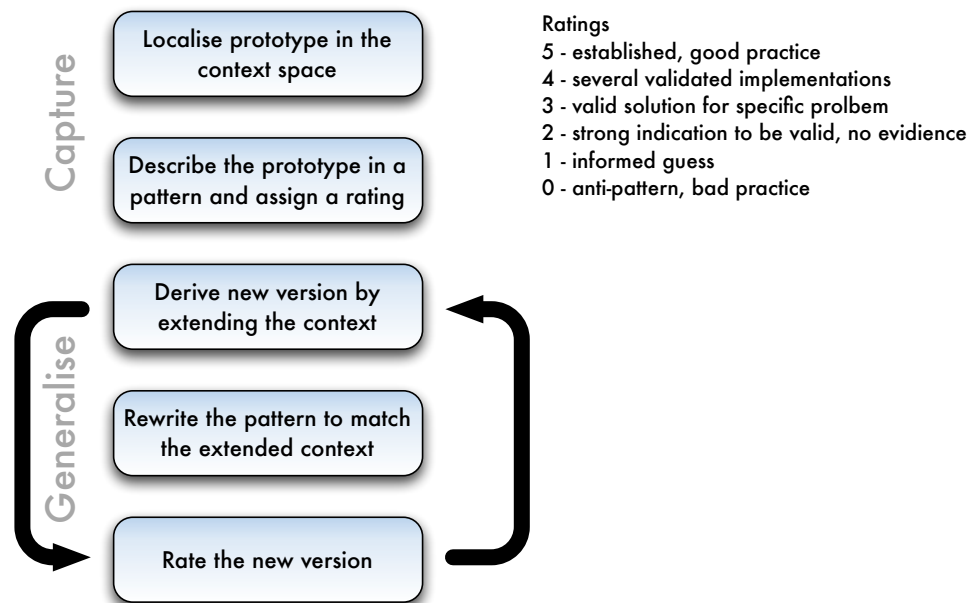 Capture
Localise prototype in the
context space
Describe the prototype in a
pattern and assign a rating
Generalise
Derive new version by
extending the context
Rewrite the pattern to match
the extended context
Rate the new version
Ratings
5 - established, good practice
4 - several validated implementations
3 - valid solution for specific prolbem
2 - strong indication to be valid, no evidience
1 - informed guess
0 - anti-pattern, bad practice